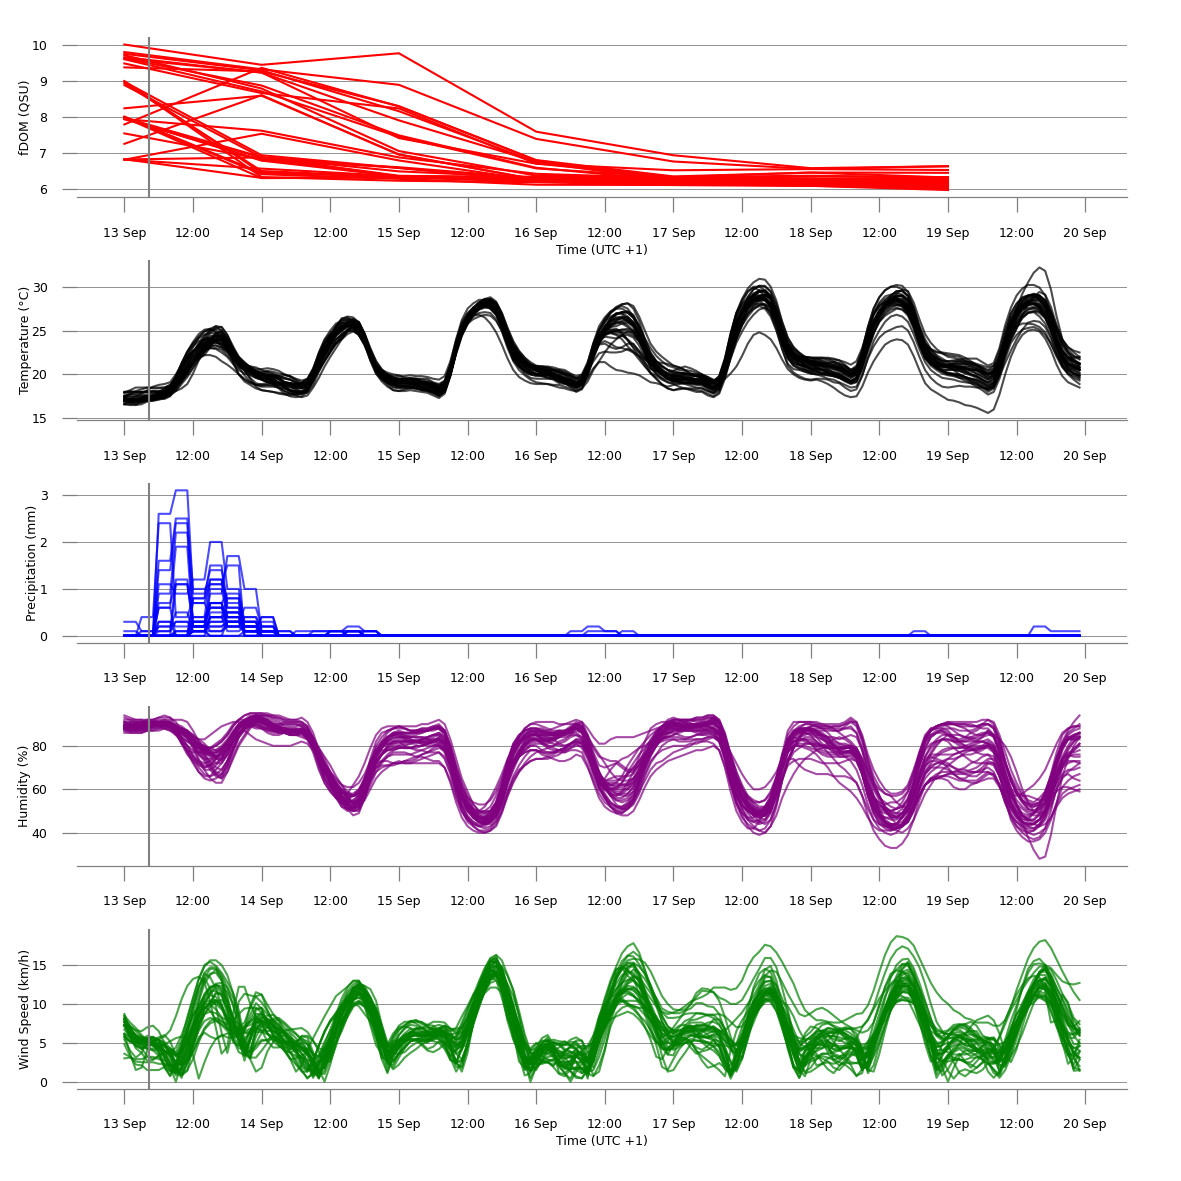 fDOM (QSU)
10
9
8
7
6
13 Sep 12:00 14 Sep 12:00 15 Sep 12:00 16 Sep 12:00 17 Sep 12:00 18 Sep 12:00 19 Sep 12:00 20 Sep
Time (UTC +1)
Temperature (°C)
30
25
20
15
13 Sep 12:00 14 Sep 12:00 15 Sep 12:00 16 Sep 12:00 17 Sep 12:00 18 Sep 12:00 19 Sep 12:00 20 Sep
Precipitation (mm)
3
2
1
0
13 Sep 12:00 14 Sep 12:00 15 Sep 12:00 16 Sep 12:00 17 Sep 12:00 18 Sep 12:00 19 Sep 12:00 20 Sep
Humidity (%)
80
60
40
13 Sep 12:00 14 Sep 12:00 15 Sep 12:00 16 Sep 12:00 17 Sep 12:00 18 Sep 12:00 19 Sep 12:00 20 Sep
Wind Speed (km/h)
15
10
5
0
13 Sep 12:00 14 Sep 12:00 15 Sep 12:00 16 Sep 12:00 17 Sep 12:00 18 Sep 12:00 19 Sep 12:00 20 Sep
Time (UTC +1)